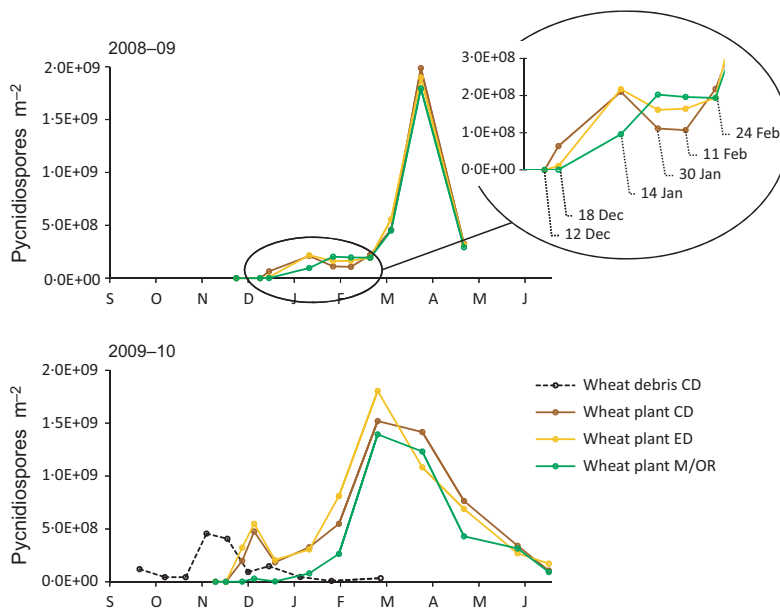 2008–09
Pycnidiospores m⁻²
2·0E+09
1·5E+09
1·0E+09
5·0E+08
0·0E+00
S O N D J F M A M J
3·0E+08
2·0E+08
1·0E+08
0·0E+00
24 Feb
11 Feb
30 Jan
14 Jan
18 Dec
12 Dec
2009–10
Pycnidiospores m⁻²
2·0E+09
1·5E+09
1·0E+09
5·0E+08
0·0E+00
S O N D J F M A M J
Wheat debris CD
Wheat plant CD
Wheat plant ED
Wheat plant M/OR